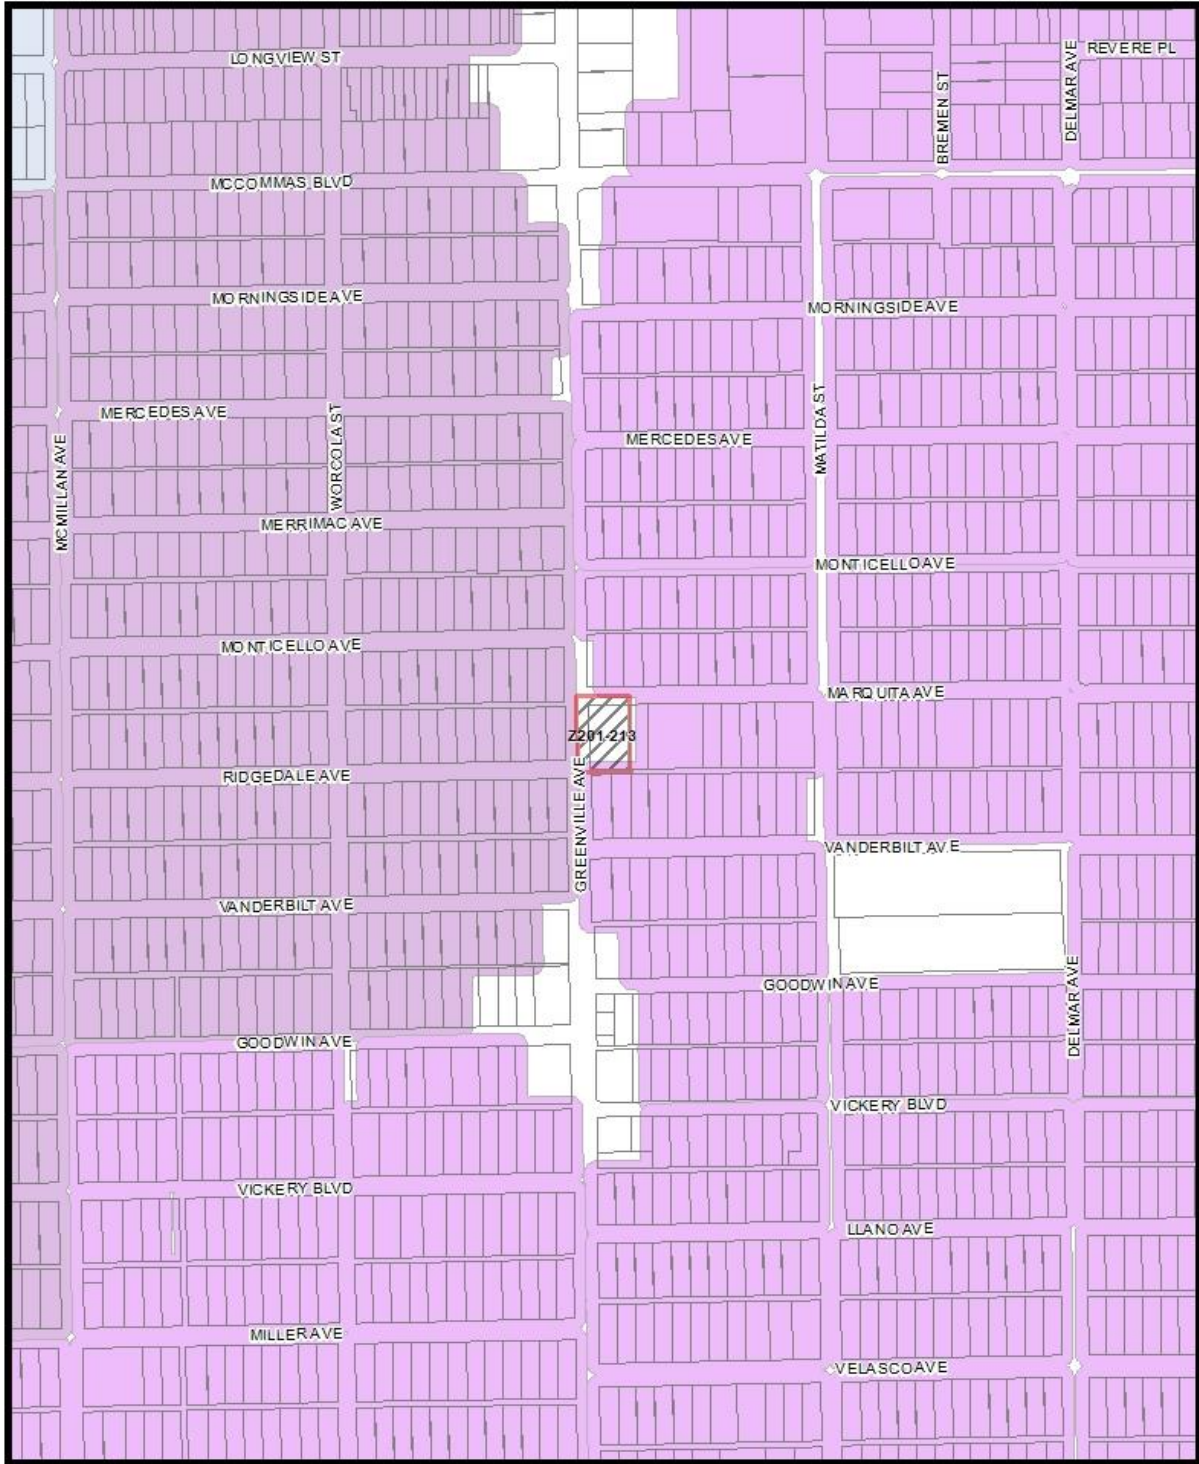 REVERE PL
LONGVIEW ST
DELMAR AVE
BREMEN ST
MCCOMMAS BLVD
MORNINGSIDE AVE
MORNINGSIDE AVE
MERCEDES AVE
WORCOLA ST
MATILDA ST
MERCEDES AVE
MCMILLAN AVE
MERRIMAC AVE
MONTICELLO AVE
MONTICELLO AVE
MARQUITA AVE
Z201-213
RIDGEDALE AVE
GREENVILLE AVE
VANDERBILT AVE
VANDERBILT AVE
GOODWIN AVE
DELMAR AVE
GOODWIN AVE
VICKERY BLVD
VICKERY BLVD
LLANO AVE
MILLER AVE
VELASCO AVE